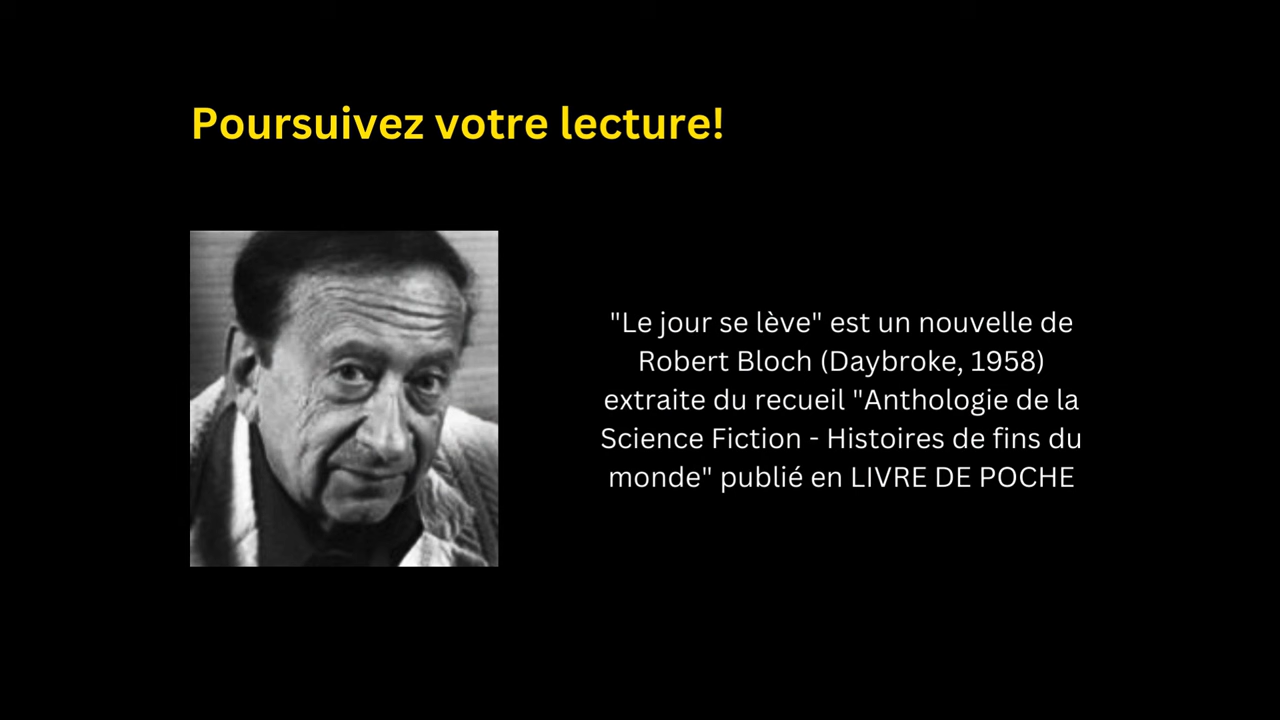 Poursuivez votre lecture!
"Le jour se lève" est un nouvelle de
Robert Bloch (Daybroke, 1958)
extraite du recueil "Anthologie de la
Science Fiction - Histoires de fins du
monde" publié en LIVRE DE POCHE